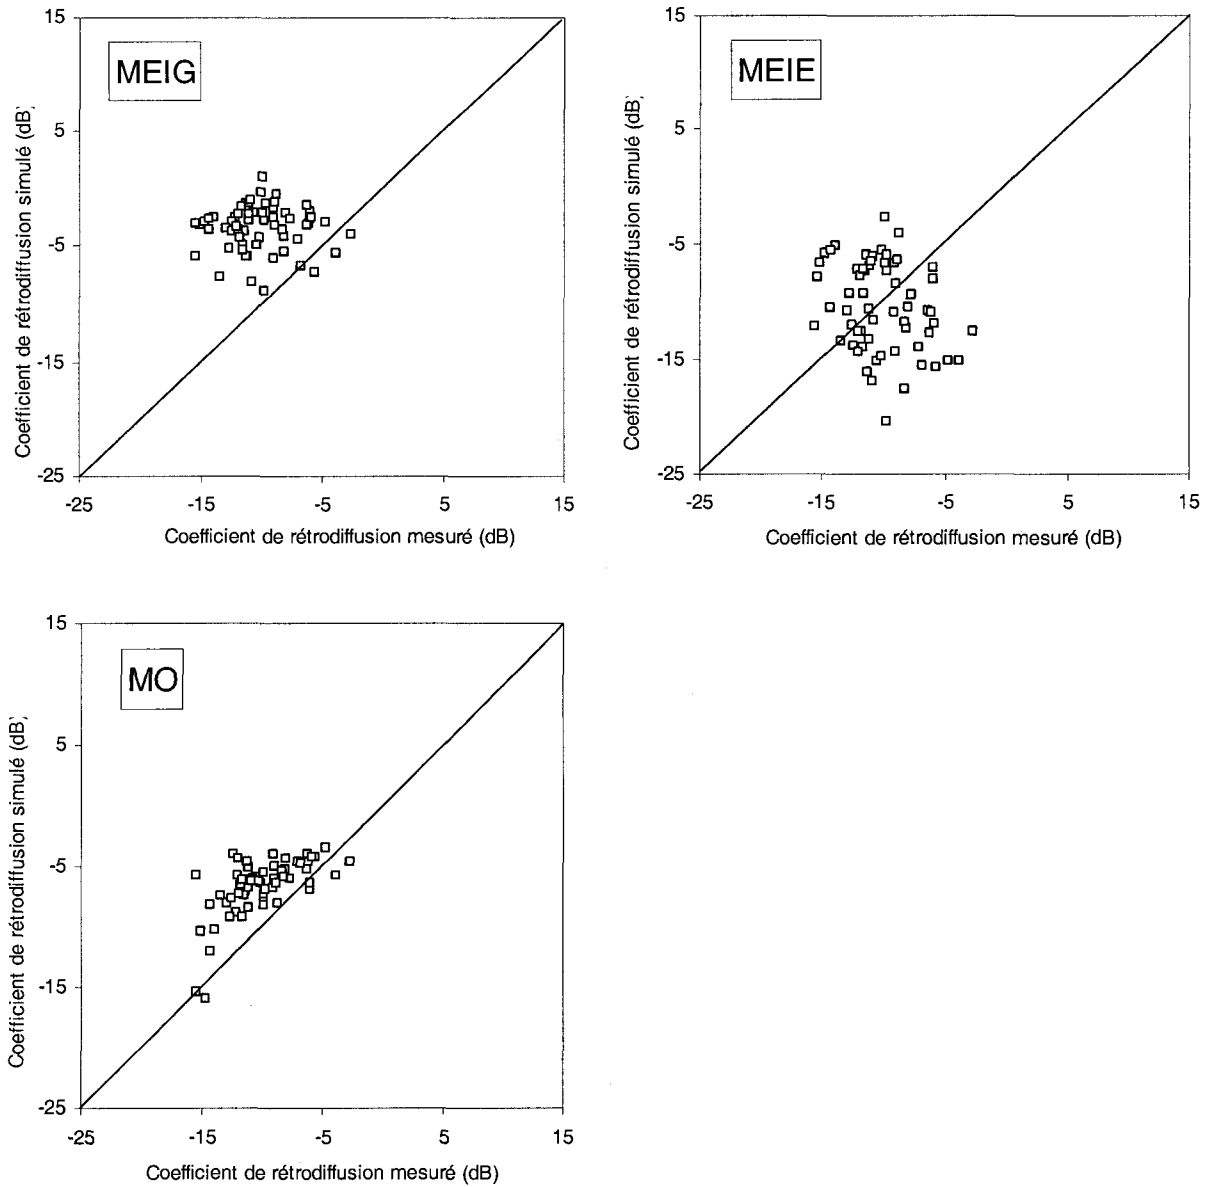 15
MEIG
5
-5
-15
-25
-25 -15 -5 5 15
Coefficient de rétrodiffusion simulé (dB)
Coefficient de rétrodiffusion mesuré (dB)
15
MEIE
5
-5
-15
-25
-25 -15 -5 5 15
Coefficient de rétrodiffusion simulé (dB)
Coefficient de rétrodiffusion mesuré (dB)
15
MO
5
-5
-15
-25
-25 -15 -5 5 15
Coefficient de rétrodiffusion simulé (dB)
Coefficient de rétrodiffusion mesuré (dB)